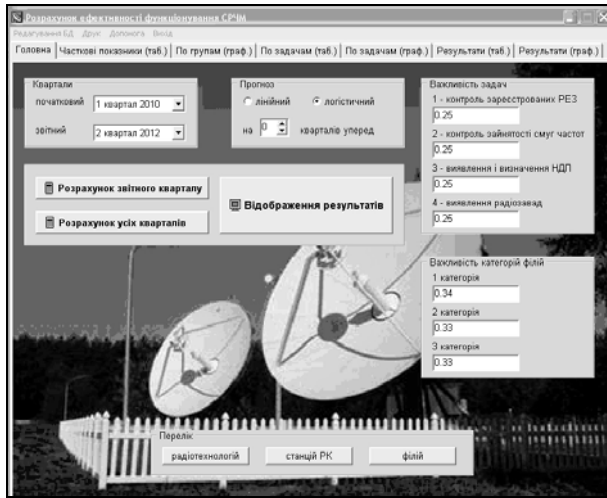 Розрахунок ефективності функціонування СРЧМ
Редагування БД Друк Допомога Вихід
Головна Часткові показники (таб.) По групам (граф.) По задачам (таб.) По задачам (граф.) Результати (таб.) Результати (граф.)
Квартали
початковий 1 квартал 2010
звітний 2 квартал 2012
Прогноз
лінійний логістичний
на 0 кварталів уперед
Важливість задач
1 - контроль зареєстрованих РЕЗ
0.25
2 - контроль зайнятості смуг частот
0.25
3 - виявлення і визначення НДП
0.25
4 - виявлення радіозавад
0.25
Розрахунок звітного кварталу
Розрахунок усіх кварталів
Відображення результатів
Важливість категорій філій
1 категорія
0.34
2 категорія
0.33
3 категорія
0.33
Перелік
радіотехнологій станцій РК філій